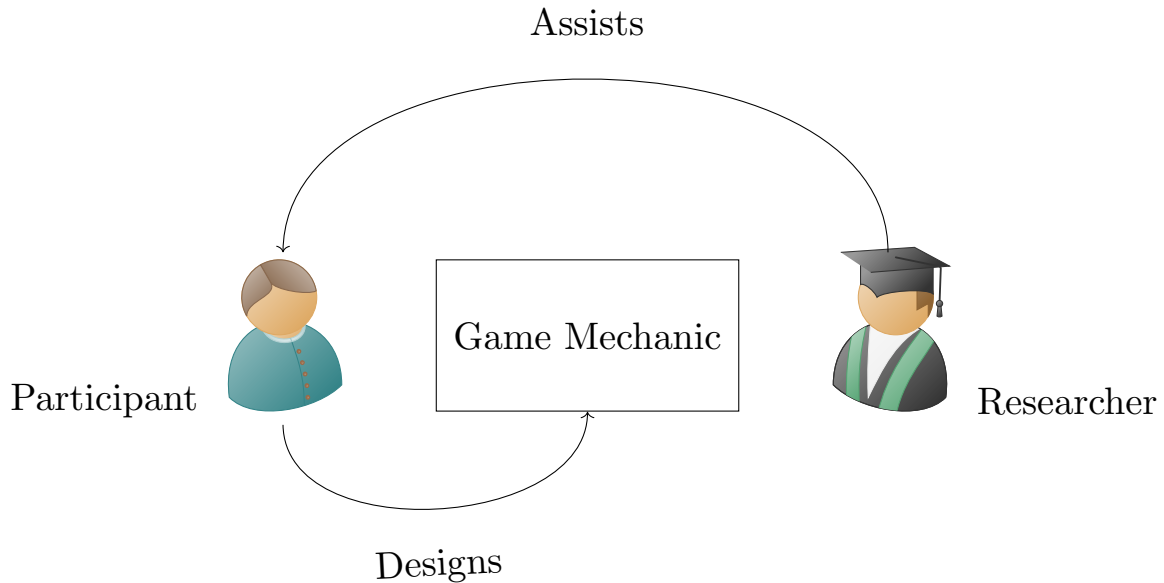 Assists
Game Mechanic
Participant
Researcher
Designs